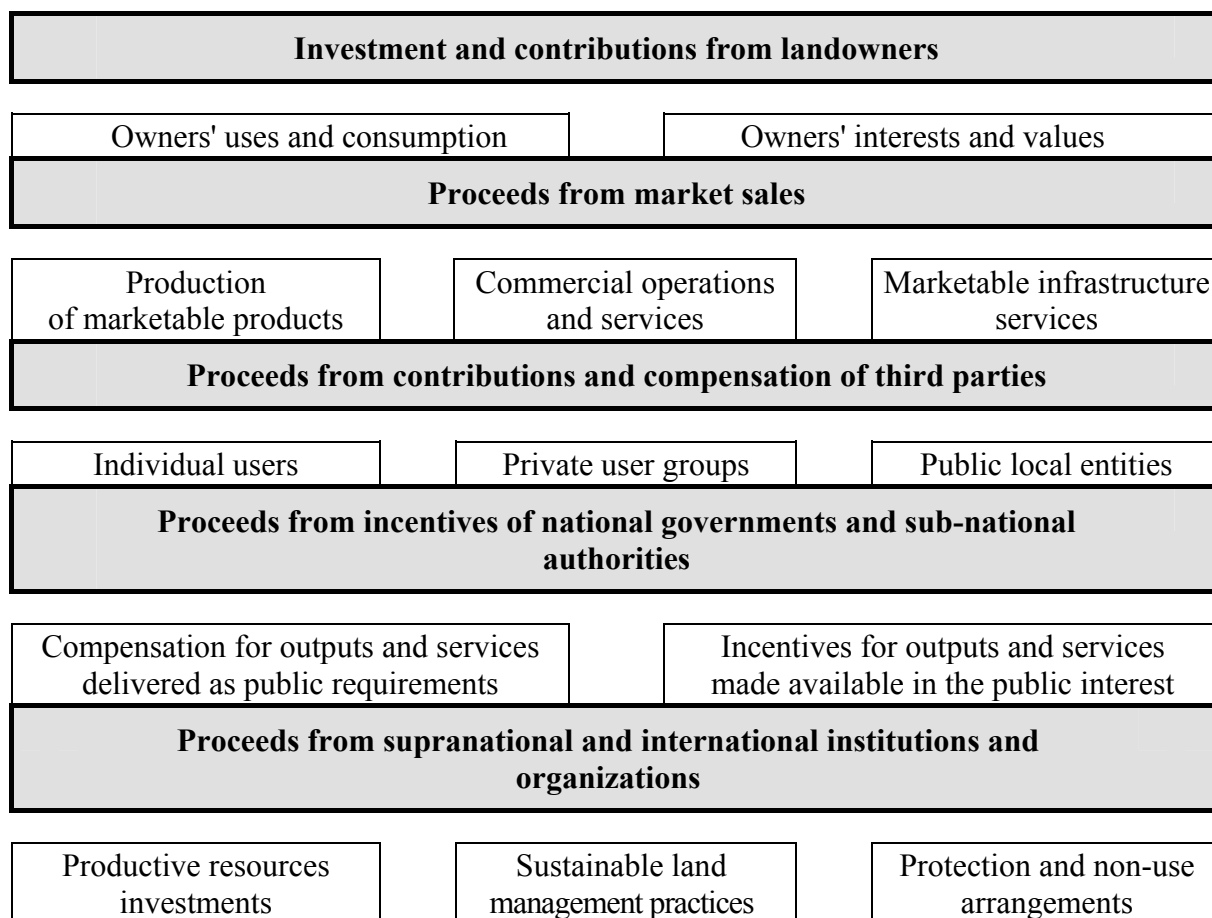 Investment and contributions from landowners
Owners' uses and consumption
Owners' interests and values
Proceeds from market sales
Production
of marketable products
Commercial operations
and services
Marketable infrastructure
services
Proceeds from contributions and compensation of third parties
Individual users
Private user groups
Public local entities
Proceeds from incentives of national governments and sub-national
authorities
Compensation for outputs and services
delivered as public requirements
Incentives for outputs and services
made available in the public interest
Proceeds from supranational and international institutions and
organizations
Productive resources
investments
Sustainable land
management practices
Protection and non-use
arrangements